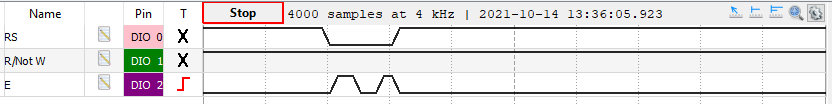 Name Pin T Stop 4000 samples at 4 kHz | 2021-10-14 13:36:05.923
RS DIO 0 X
R/Not W DIO 1 X
E DIO 2